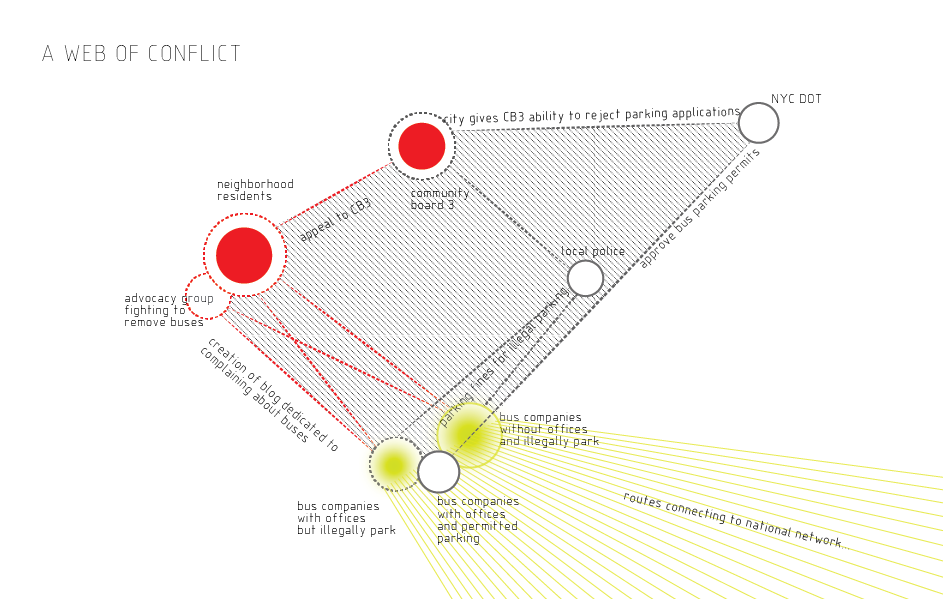 A WEB OF CONFLICT
NYC DOT
city gives CB3 ability to reject parking applications
neighborhood
residents
community
board 3
appeal to CB3
approve bus parking permits
local police
advocacy group
fighting to
remove buses
parking fines for illegal parking
creation of blog dedicated to
complaining about buses
bus companies
without offices
and illegally park
bus companies
with offices
but illegally park
bus companies
with offices
and permitted
parking
routes connecting to national network...